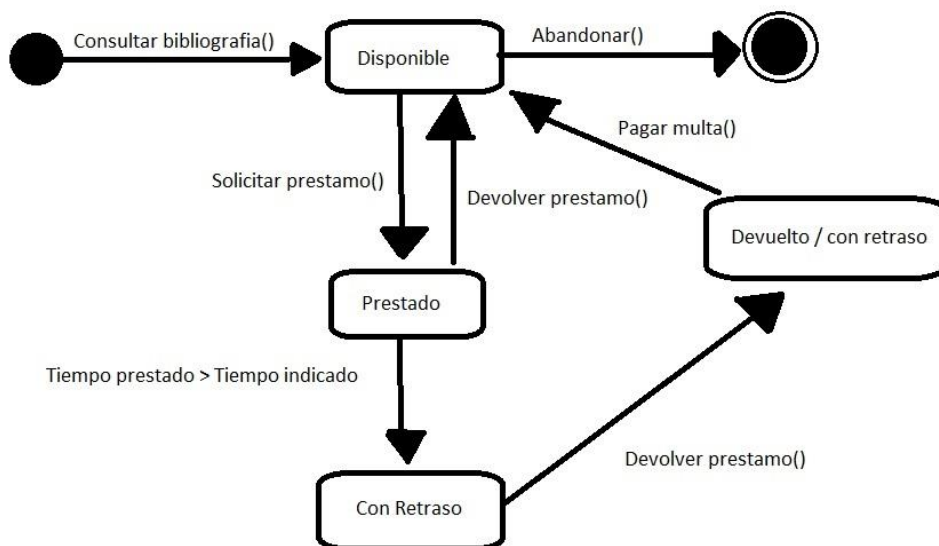 Consultar bibliografia()
Disponible
Abandonar()
Pagar multa()
Solicitar prestamo()
Devolver prestamo()
Devuelto / con retraso
Prestado
Tiempo prestado > Tiempo indicado
Devolver prestamo()
Con Retraso